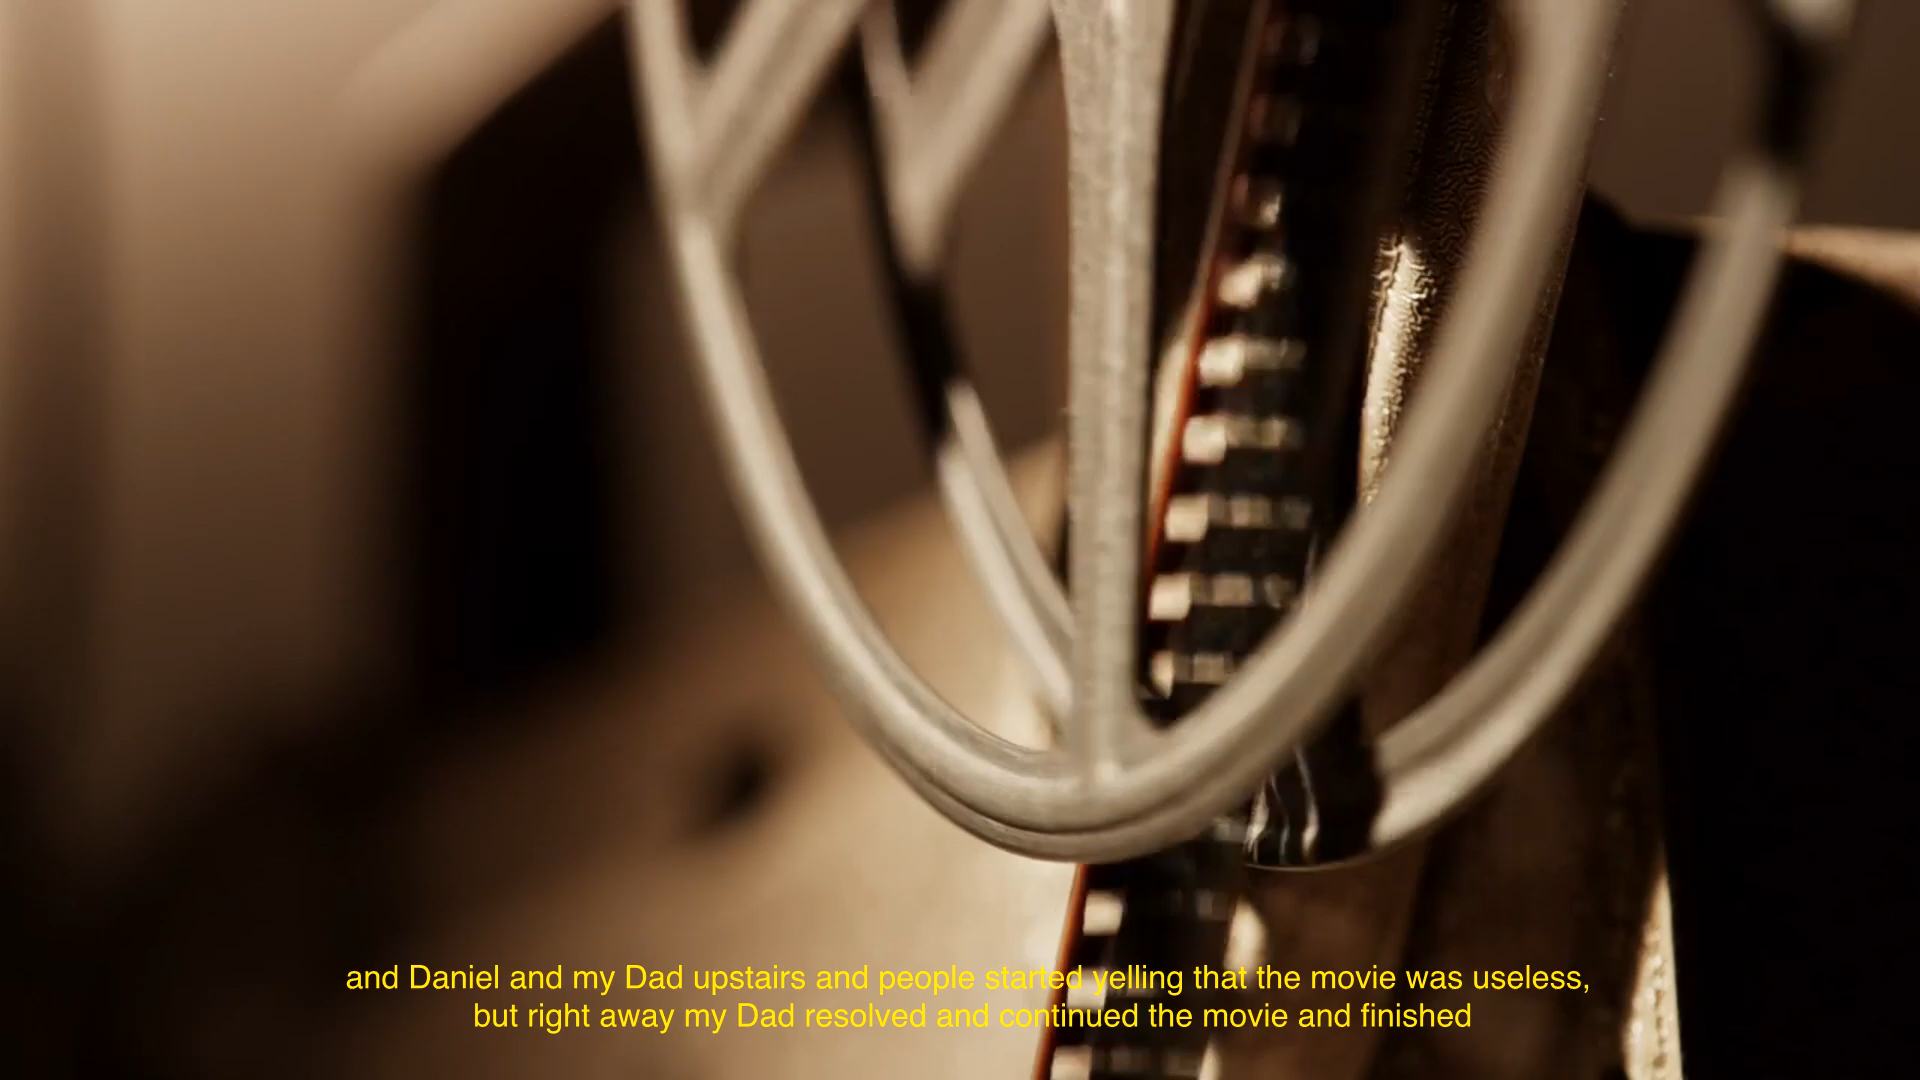 and Daniel and my Dad upstairs and people started yelling that the movie was useless,
but right away my Dad resolved and continued the movie and finished